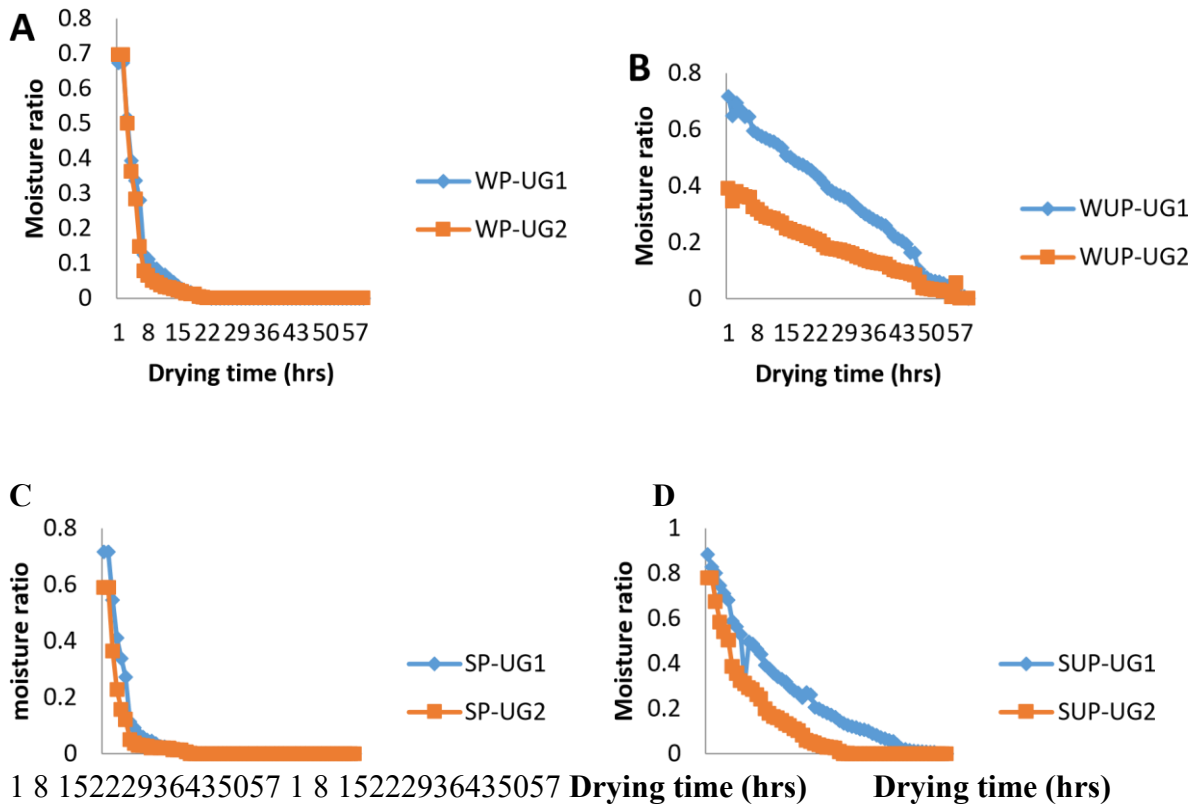 A
Moisture ratio
0.8
0.7
0.6
0.5
0.4
0.3
0.2
0.1
0
1 8 15 22 29 36 43 50 57
Drying time (hrs)
WP-UG1
WP-UG2
B
Moisture ratio
0.8
0.6
0.4
0.2
0
1 8 15 22 29 36 43 50 57
Drying time (hrs)
WUP-UG1
WUP-UG2
C
moisture ratio
0.8
0.6
0.4
0.2
0
SP-UG1
SP-UG2
D
Moisture ratio
1
0.8
0.6
0.4
0.2
0
SUP-UG1
SUP-UG2
1 8 152229364350 57 1 8 152229364350 57 Drying time (hrs) Drying time (hrs)